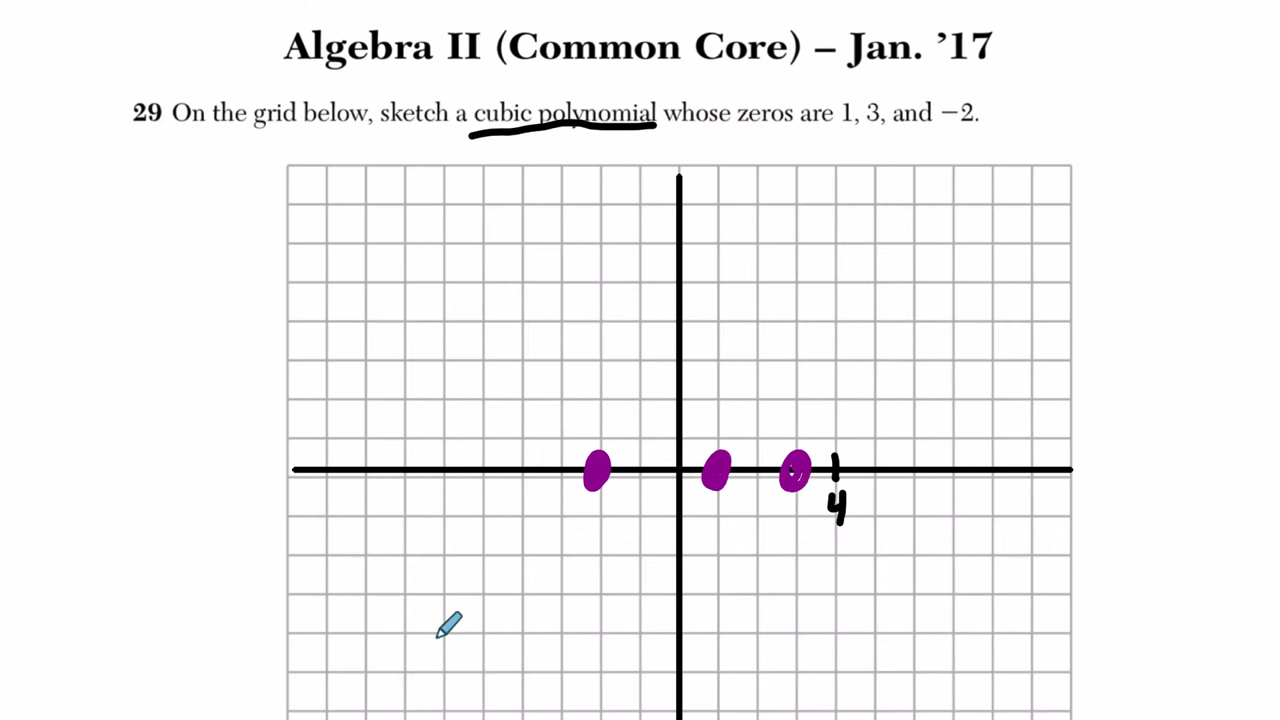 Algebra II (Common Core) – Jan. ’17
29 On the grid below, sketch a cubic polynomial whose zeros are 1, 3, and −2.
4